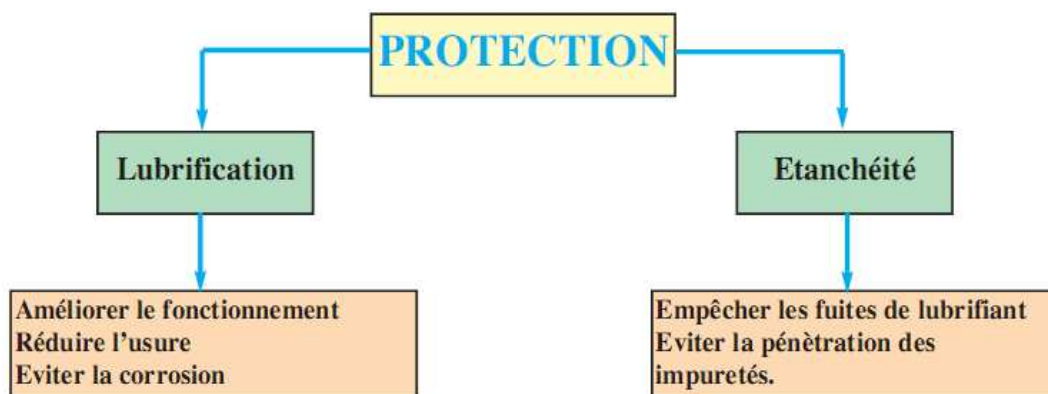 PROTECTION
Lubrification
Etanchéité
Améliorer le fonctionnement
Réduire l'usure
Eviter la corrosion
Empêcher les fuites de lubrifiant
Eviter la pénètration des
impuretés.